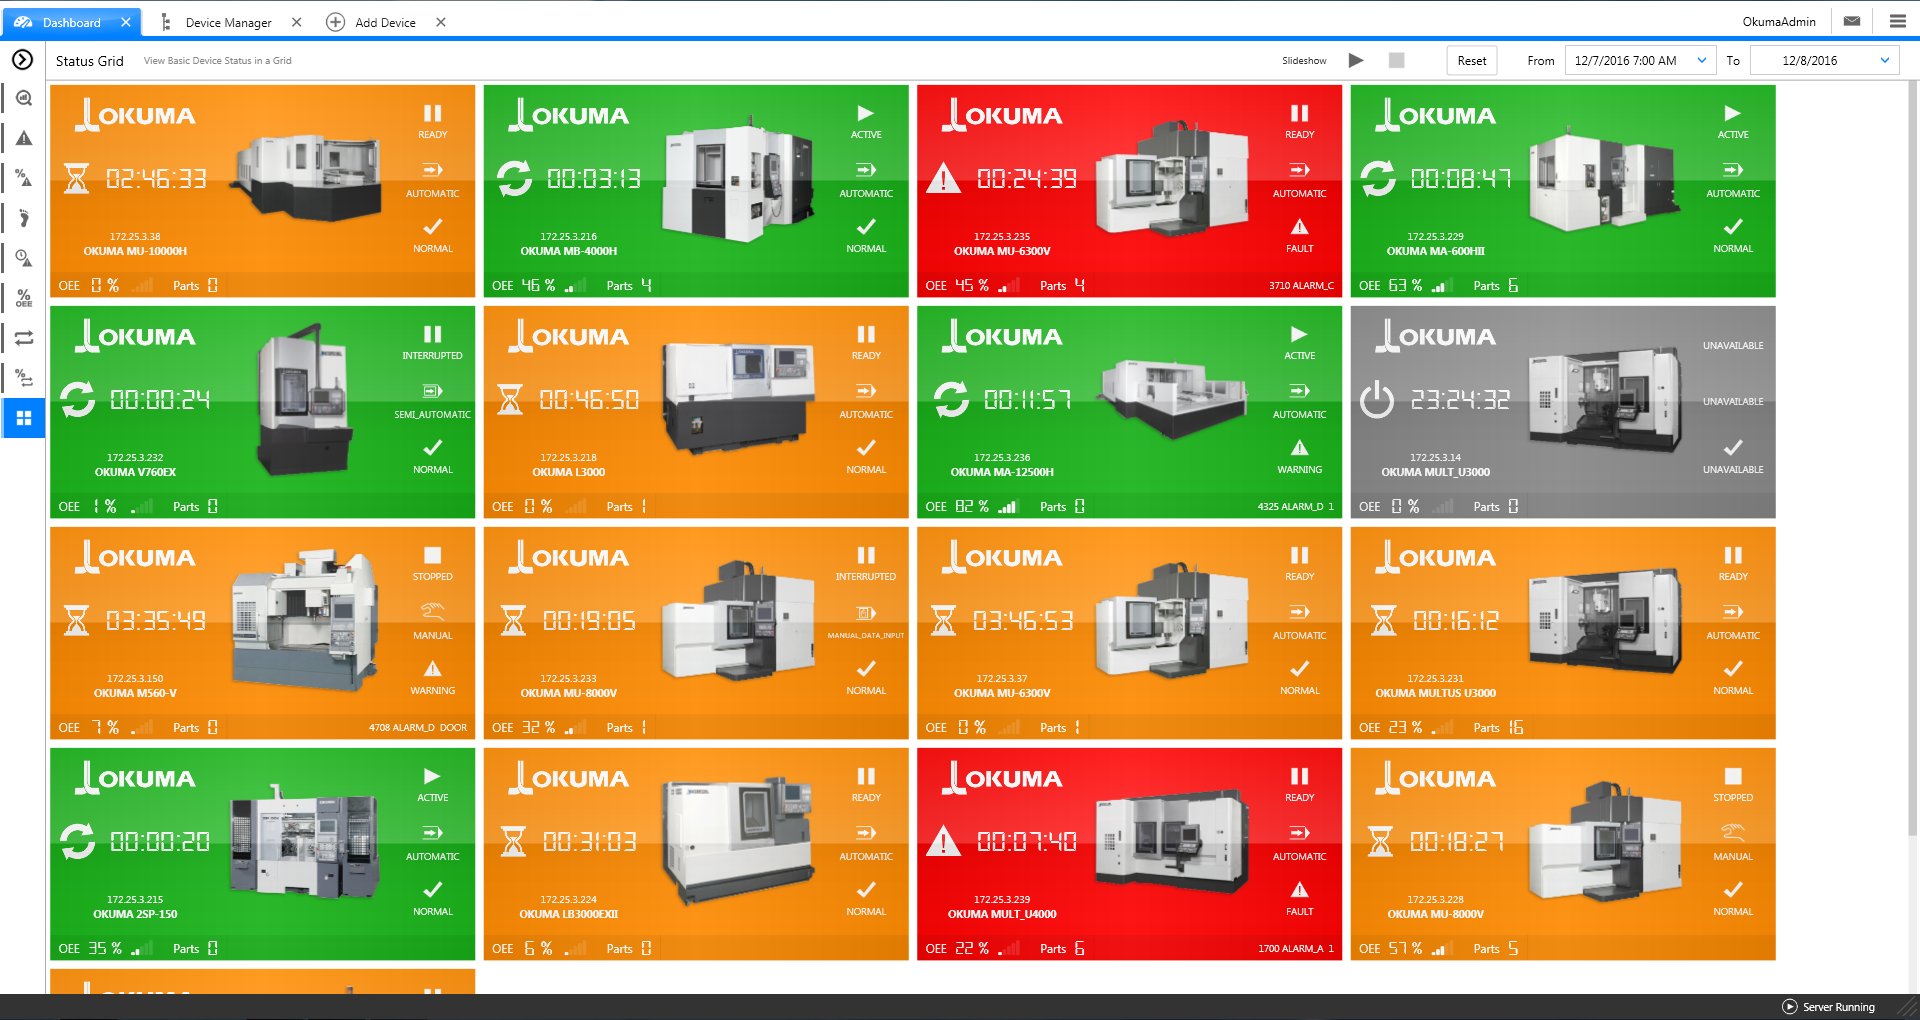 Dashboard
Device Manager
Add Device
OkumaAdmin
Status Grid
View Basic Device Status in a Grid
Slideshow
Reset
From
12/7/2016 7:00 AM
To
12/8/2016
OKUMA
READY
02:46:33
AUTOMATIC
172.25.3.38
OKUMA MU-10000H
NORMAL
OEE 0 % Parts 0
OKUMA
ACTIVE
00:03:13
AUTOMATIC
172.25.3.216
OKUMA MB-4000H
NORMAL
OEE 46 % Parts 4
OKUMA
READY
00:24:39
AUTOMATIC
172.25.3.235
OKUMA MU-6300V
FAULT
OEE 45 % Parts 4 3710 ALARM_C
OKUMA
ACTIVE
00:08:47
AUTOMATIC
172.25.3.229
OKUMA MA-600HII
NORMAL
OEE 63 % Parts 6
OKUMA
INTERRUPTED
00:00:24
SEMI_AUTOMATIC
172.25.3.232
OKUMA V760EX
NORMAL
OEE 1 % Parts 0
OKUMA
READY
00:46:50
AUTOMATIC
172.25.3.218
OKUMA L3000
NORMAL
OEE 0 % Parts 1
OKUMA
ACTIVE
00:11:57
AUTOMATIC
172.25.3.236
OKUMA MA-12500H
WARNING
OEE 82 % Parts 0 4325 ALARM_D 1
OKUMA
UNAVAILABLE
23:24:32
UNAVAILABLE
172.25.3.14
OKUMA MULT_U3000
UNAVAILABLE
OEE 0 % Parts 0
OKUMA
STOPPED
03:35:49
MANUAL
172.25.3.150
OKUMA M560-V
WARNING
OEE 7 % Parts 0 4708 ALARM_D DOOR
OKUMA
INTERRUPTED
00:19:05
MANUAL_DATA_INPUT
172.25.3.233
OKUMA MU-8000V
NORMAL
OEE 32 % Parts 1
OKUMA
READY
03:46:53
AUTOMATIC
172.25.3.37
OKUMA MU-6300V
NORMAL
OEE 0 % Parts 1
OKUMA
READY
00:16:12
AUTOMATIC
172.25.3.231
OKUMA MULTUS U3000
NORMAL
OEE 23 % Parts 16
OKUMA
ACTIVE
00:00:20
AUTOMATIC
172.25.3.215
OKUMA 2SP-150
NORMAL
OEE 35 % Parts 0
OKUMA
READY
00:31:03
AUTOMATIC
172.25.3.224
OKUMA LB3000EXII
NORMAL
OEE 6 % Parts 0
OKUMA
READY
00:07:40
AUTOMATIC
172.25.3.239
OKUMA MULT_U4000
FAULT
OEE 22 % Parts 6 1700 ALARM_A 1
OKUMA
STOPPED
00:18:27
MANUAL
172.25.3.228
OKUMA MU-8000V
NORMAL
OEE 57 % Parts 5
OKUMA
Server Running